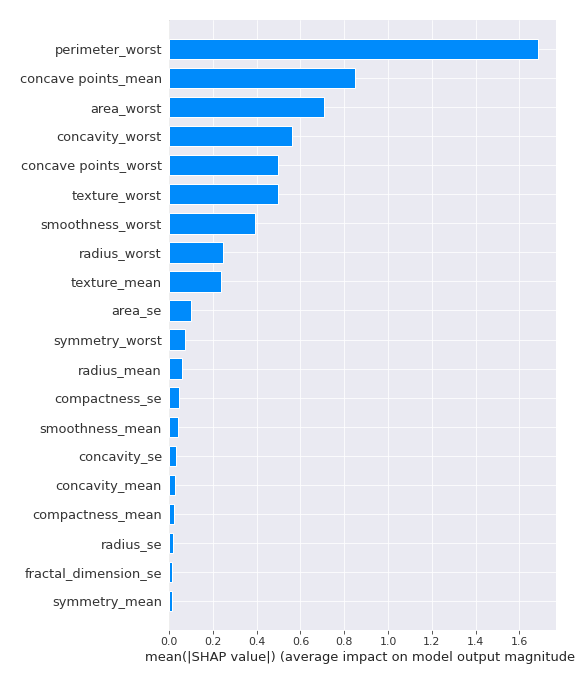 perimeter_worst
concave points_mean
area_worst
concavity_worst
concave points_worst
texture_worst
smoothness_worst
radius_worst
texture_mean
area_se
symmetry_worst
radius_mean
compactness_se
smoothness_mean
concavity_se
concavity_mean
compactness_mean
radius_se
fractal_dimension_se
symmetry_mean
0.0 0.2 0.4 0.6 0.8 1.0 1.2 1.4 1.6
mean(|SHAP value|) (average impact on model output magnitude